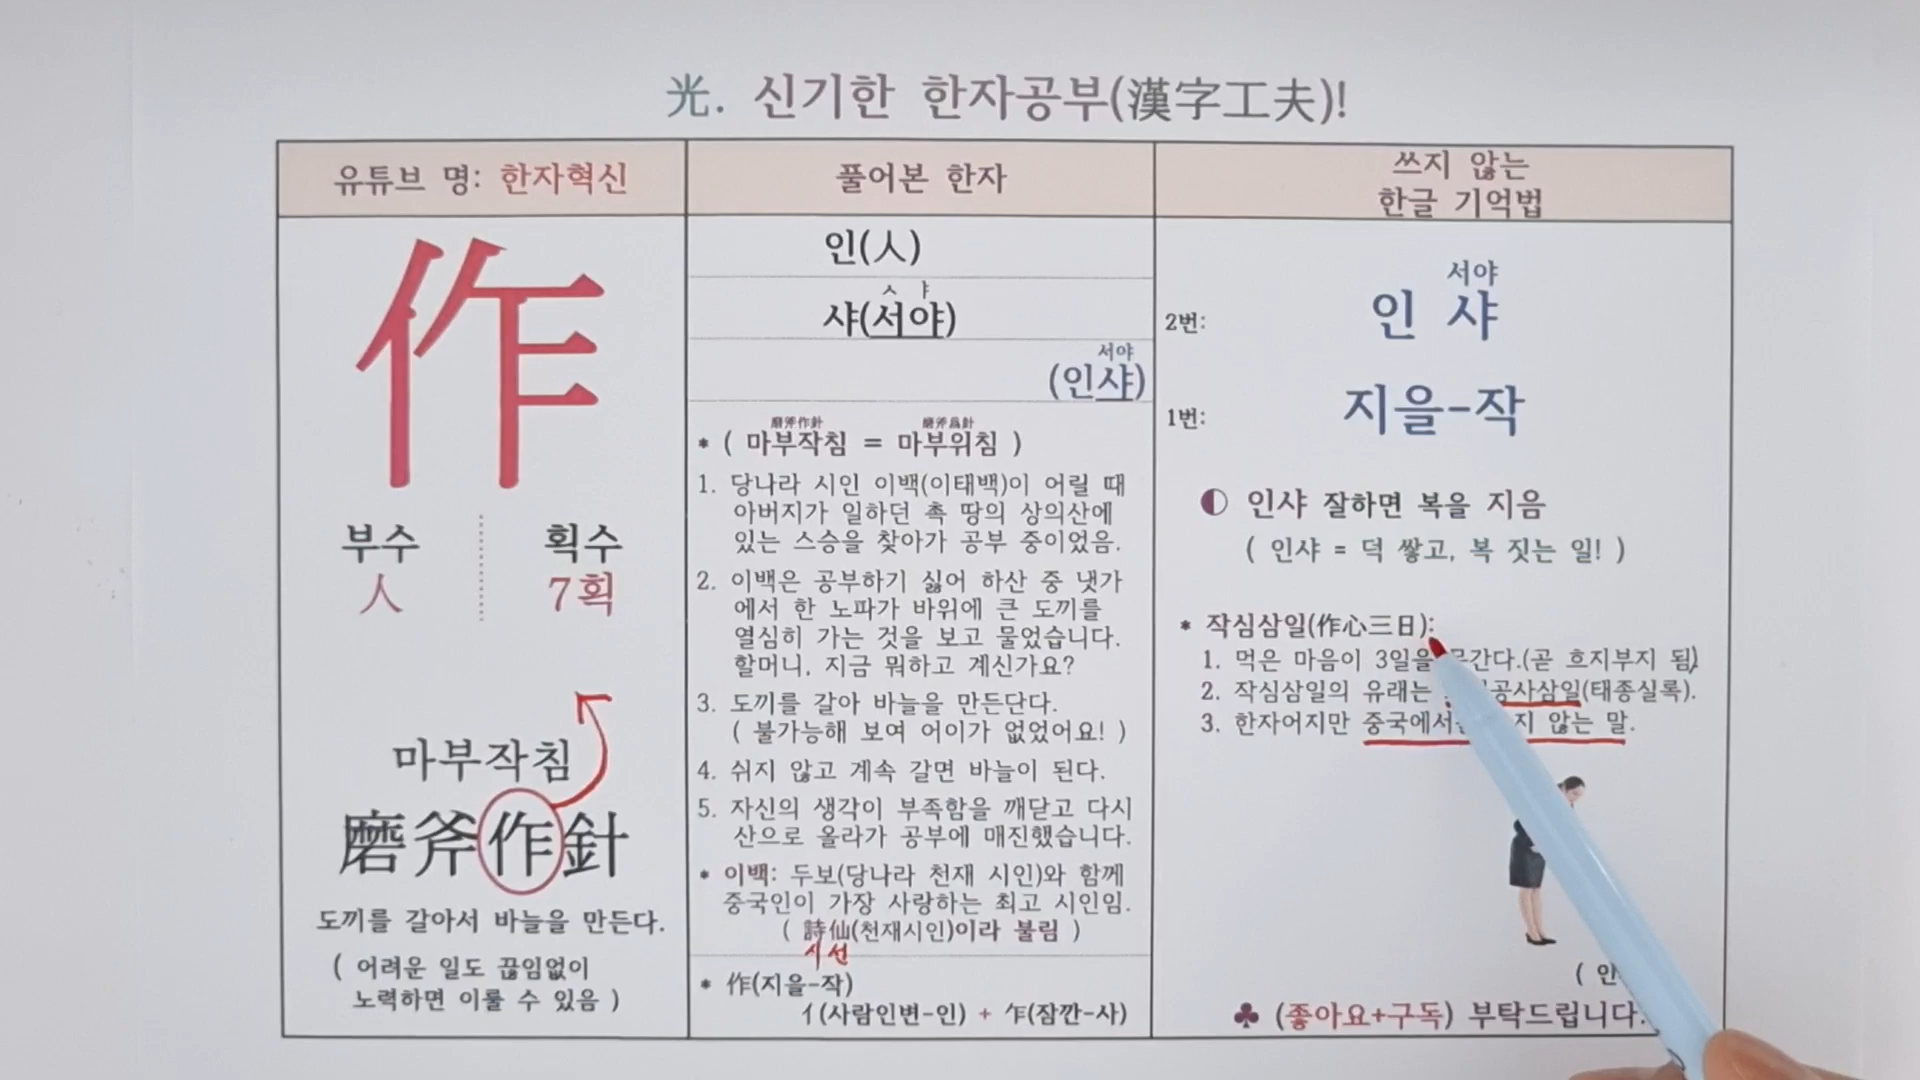 光. 신기한 한자공부(漢字工夫)!
유튜브 명: 한자혁신
作
부수
人
획수
7획
마부작침
磨斧作針
도끼를 갈아서 바늘을 만든다.
( 어려운 일도 끊임없이
노력하면 이룰 수 있음 )
풀어본 한자
인(人)
ㅅ ㅑ
샤(서야)
서야
(인샤)
磨斧作針 磨斧爲針
* ( 마부작침 = 마부위침 )
1. 당나라 시인 이백(이태백)이 어릴 때
아버지가 일하던 촉 땅의 상의산에
있는 스승을 찾아가 공부 중이었음.
2. 이백은 공부하기 싫어 하산 중 냇가
에서 한 노파가 바위에 큰 도끼를
열심히 가는 것을 보고 물었습니다.
할머니, 지금 뭐하고 계신가요?
3. 도끼를 갈아 바늘을 만든단다.
( 불가능해 보여 어이가 없었어요! )
4. 쉬지 않고 계속 갈면 바늘이 된다.
5. 자신의 생각이 부족함을 깨닫고 다시
산으로 올라가 공부에 매진했습니다.
* 이백: 두보(당나라 천재 시인)와 함께
중국인이 가장 사랑하는 최고 시인임.
( 詩仙(천재시인)이라 불림 )
시선
* 作(지을-작)
亻(사람인변-인) + 乍(잠깐-사)
쓰지 않는
한글 기억법
서야
2번: 인 샤
1번: 지을-작
◐ 인샤 잘하면 복을 지음
( 인샤 = 덕 쌓고, 복 짓는 일! )
* 작심삼일(作心三日):
1. 먹은 마음이 3일을 간다.(곧 흐지부지 됨)
2. 작심삼일의 유래는 공사삼일(태종실록).
3. 한자어지만 중국에서 않는 말.
♣ (좋아요+구독) 부탁드립니다.